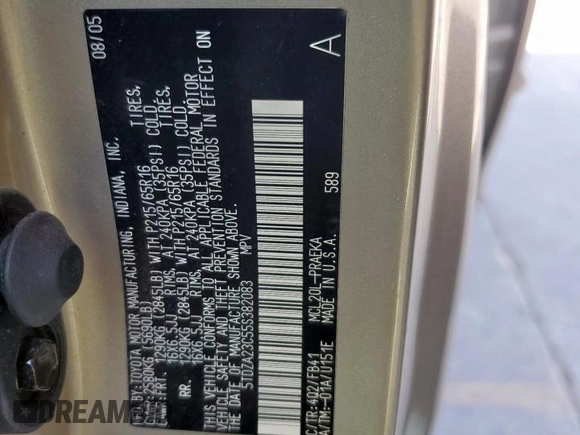 MFD. BY: TOYOTA MOTOR MANUFACTURING, INDIANA, INC. 08/05
GVWR: 2580KG (5690LB)
GAWR: FRT. 1290KG (2845LB) WITH P215/65R16 TIRES,
16X6.5J RIMS, AT 240KPA (35PSI) COLD.
RR. 1290KG (2845LB) WITH P215/65R16 TIRES,
16X6.5J RIMS, AT 240KPA (35PSI) COLD.
THIS VEHICLE CONFORMS TO ALL APPLICABLE FEDERAL MOTOR
VEHICLE SAFETY AND THEFT PREVENTION STANDARDS IN EFFECT ON
THE DATE OF MANUFACTURE SHOWN ABOVE.
5TDZA23C55S382083 MPV
A
C/TR: 4Q2/FB41 589
A/TM:-01A/U151E MCL20L-PRAEKA
MADE IN U.S.A.
DREAM